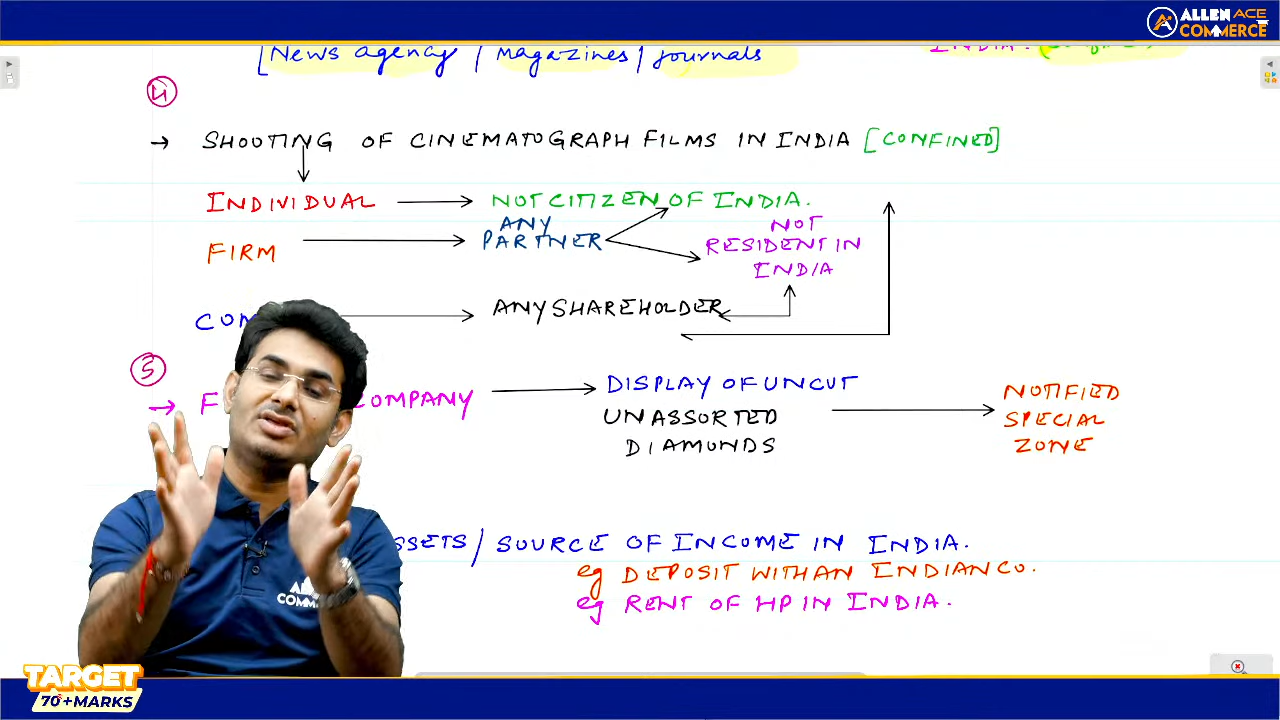 ALLEN ACE
COMMERCE
[News agency / magazines / journals
INDIA.
4
→ SHOOTING OF CINEMATOGRAPH FILMS IN INDIA [CONFINED]
INDIVIDUAL → NOT CITIZEN OF INDIA.
FIRM → ANY PARTNER
NOT
RESIDENT IN
INDIA
ANY SHAREHOLDER
5
→ COMPANY → DISPLAY OF UNCUT
UNASSORTED
DIAMONDS
NOTIFIED
SPECIAL
ZONE
/ SOURCE OF INCOME IN INDIA.
eg DEPOSIT WITH AN INDIAN CO.
eg RENT OF HP IN INDIA.
TARGET
70+MARKS